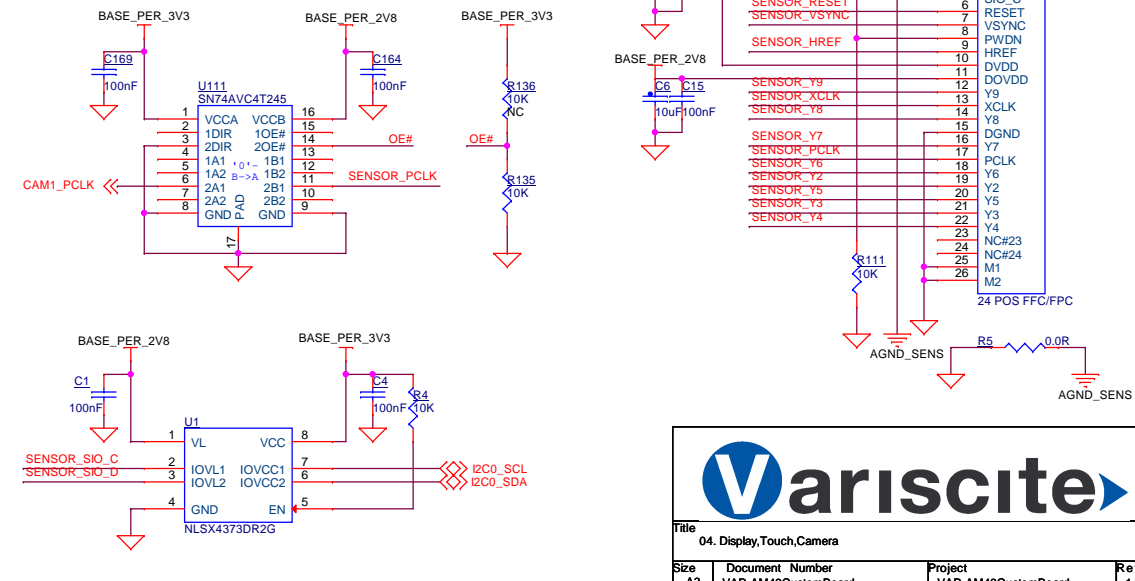 BASE_PER_3V3
BASE_PER_2V8
C169
100nF
C164
100nF
U111
SN74AVC4T245
1 VCCA VCCB 16
2 1DIR 1OE# 15
3 2DIR 2OE# 14
4 1A1 1B1 13
5 1A2 1B2 12
6 2A1 2B1 11
7 2A2 2B2 10
8 GND GND 9
'0'-
B->A
PAD
17
CAM1_PCLK
OE#
SENSOR_PCLK
BASE_PER_3V3
R136
10K
NC
OE#
R135
10K
SENSOR_RESET
SENSOR_VSYNC
SENSOR_HREF
BASE_PER_2V8
C6
10uF
C15
100nF
SENSOR_Y9
SENSOR_XCLK
SENSOR_Y8
SENSOR_Y7
SENSOR_PCLK
SENSOR_Y6
SENSOR_Y2
SENSOR_Y5
SENSOR_Y3
SENSOR_Y4
6 RESET
7 VSYNC
8 PWDN
9 HREF
10 DVDD
11 DOVDD
12 Y9
13 XCLK
14 Y8
15 DGND
16 Y7
17 PCLK
18 Y6
19 Y2
20 Y5
21 Y3
22 Y4
23 NC#23
24 NC#24
25 M1
26 M2
24 POS FFC/FPC
R111
10K
AGND_SENS
R5 0.0R
AGND_SENS
BASE_PER_2V8
BASE_PER_3V3
C1
100nF
C4
100nF
R4
10K
U1
1 VL VCC 8
2 IOVL1 IOVCC1 7
3 IOVL2 IOVCC2 6
4 GND EN 5
NLSX4373DR2G
SENSOR_SIO_C
SENSOR_SIO_D
I2C0_SCL
I2C0_SDA
Variscite
Title
04. Display,Touch,Camera
Size Document Number Project